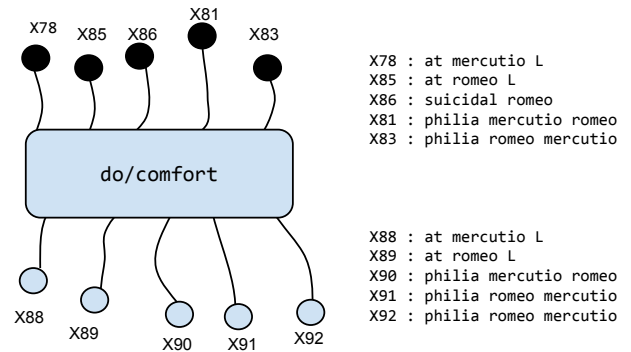 X78
X85
X86
X81
X83
X78 : at mercutio L
X85 : at romeo L
X86 : suicidal romeo
X81 : philia mercutio romeo
X83 : philia romeo mercutio
do/comfort
X88 : at mercutio L
X89 : at romeo L
X90 : philia mercutio romeo
X91 : philia romeo mercutio
X92 : philia romeo mercutio
X88
X89
X90
X91
X92